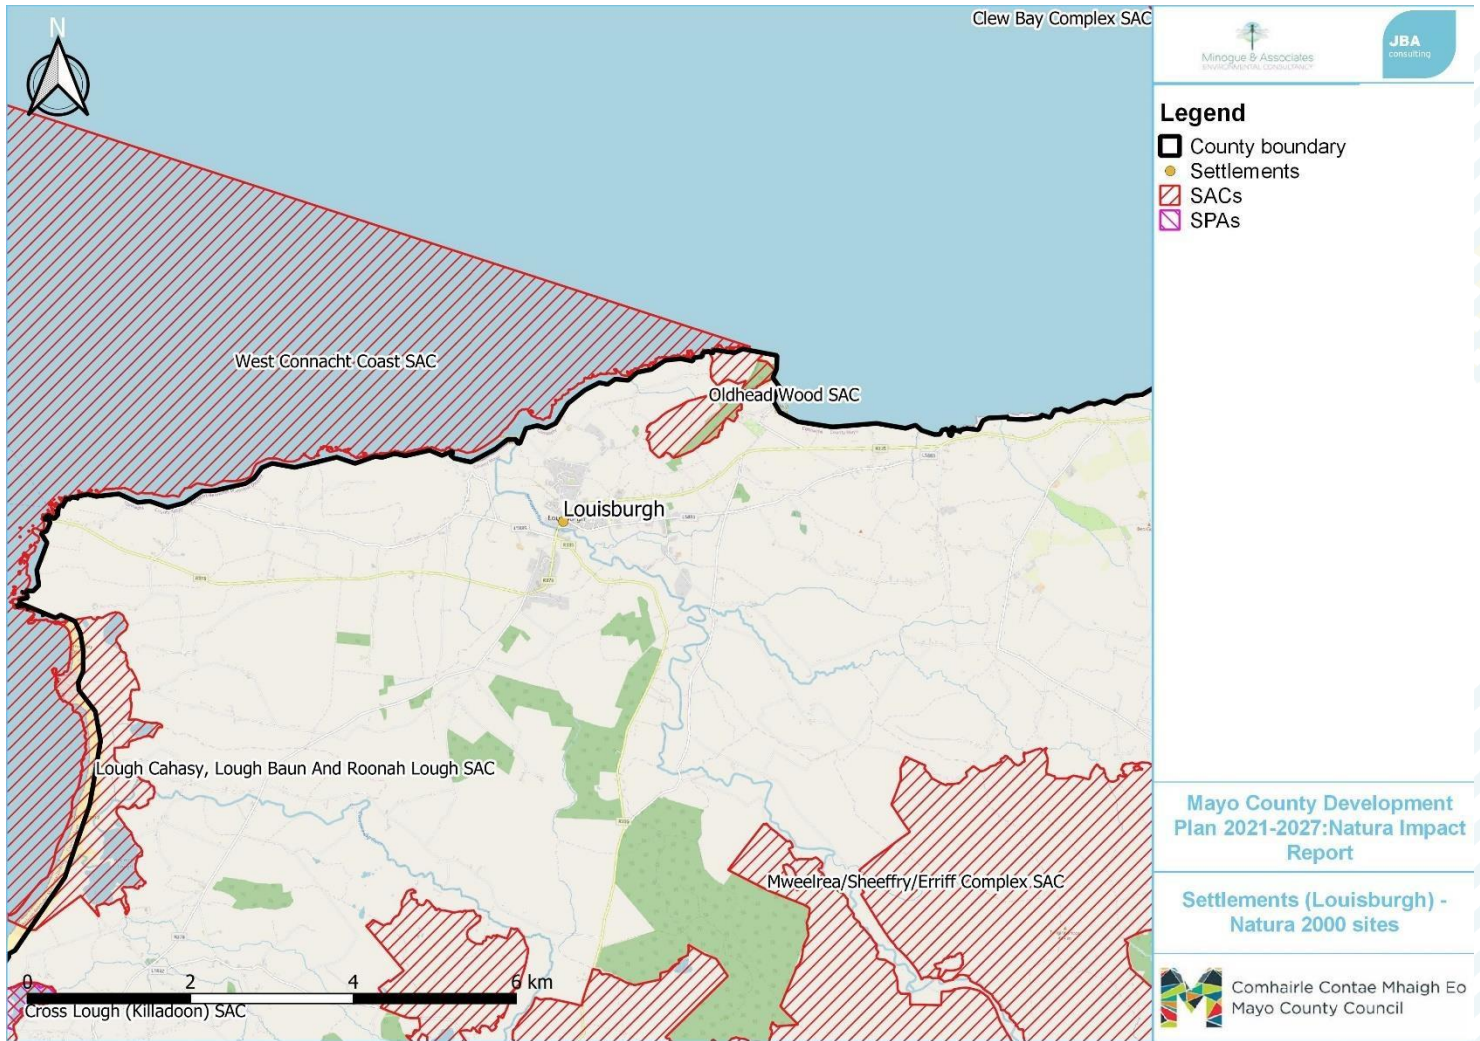 N
Clew Bay Complex SAC
West Connacht Coast SAC
Oldhead Wood SAC
Louisburgh
Lough Cahasy, Lough Baun And Roonah Lough SAC
Mweelrea/Sheeffry/Erriff Complex SAC
0 2 4 6 km
Cross Lough (Killadoon) SAC
Minogue & Associates
ENVIRONMENTAL CONSULTANCY
JBA
consulting
Legend
County boundary
Settlements
SACs
SPAs
Mayo County Development
Plan 2021-2027:Natura Impact
Report
Settlements (Louisburgh) -
Natura 2000 sites
Comhairle Contae Mhaigh Eo
Mayo County Council